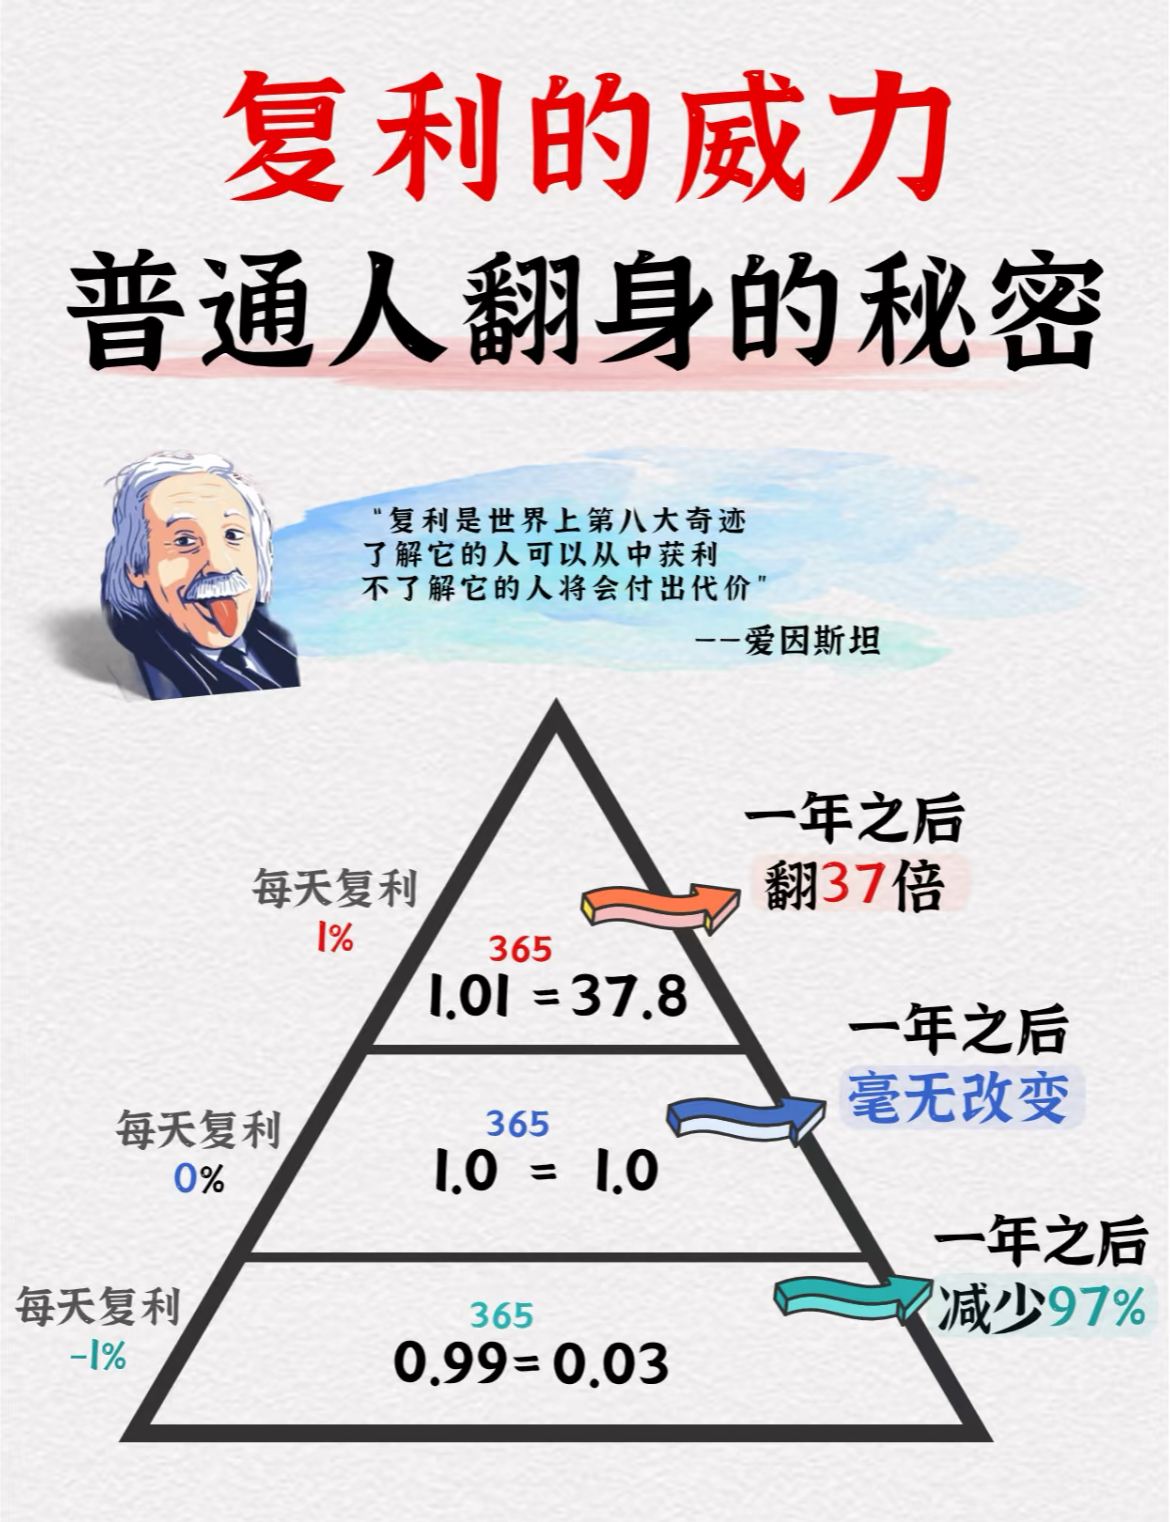 复利的威力
普通人翻身的秘密
“复利是世界上第八大奇迹
了解它的人可以从中获利
不了解它的人将会付出代价”
——爱因斯坦
一年之后
翻37倍
每天复利
1%
365
1.01 = 37.8
一年之后
毫无改变
每天复利
0%
365
1.0 = 1.0
一年之后
减少97%
每天复利
-1%
365
0.99 = 0.03